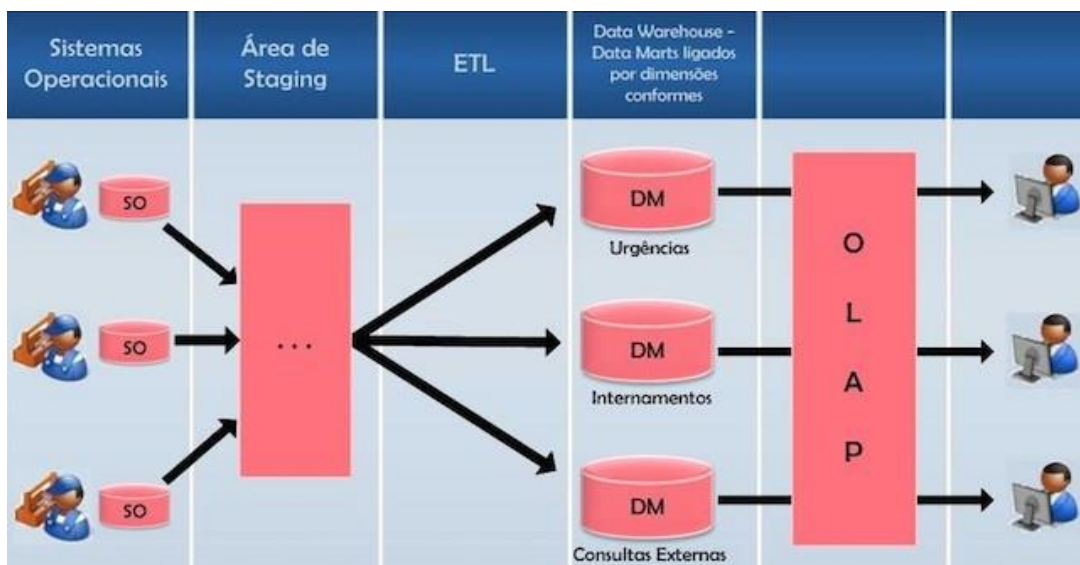 Sistemas
Operacionais
Área de
Staging
ETL
Data Warehouse -
Data Marts ligados
por dimensões
conformes
SO
SO
SO
...
DM
Urgências
DM
Internamentos
DM
Consultas Externas
O
L
A
P